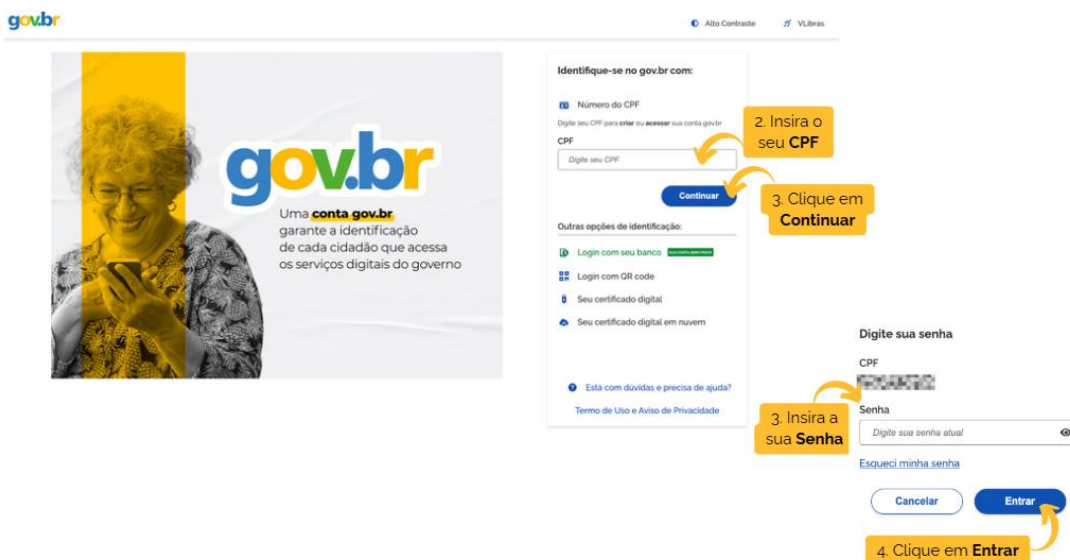 gov.br
Alto Contraste
VLibras
gov.br
Uma conta gov.br
garante a identificação
de cada cidadão que acessa
os serviços digitais do governo
Identifique-se no gov.br com:
Número do CPF
Digite seu CPF para criar ou acessar sua conta gov.br
CPF
Digite seu CPF
Continuar
2. Insira o
seu CPF
3. Clique em
Continuar
Outras opções de identificação:
Login com seu banco SUA CONTA SERÁ PRATA
Login com QR code
Seu certificado digital
Seu certificado digital em nuvem
Está com dúvidas e precisa de ajuda?
Termo de Uso e Aviso de Privacidade
Digite sua senha
CPF
3. Insira a
sua Senha
Senha
Digite sua senha atual
Esqueci minha senha
Cancelar
Entrar
4. Clique em Entrar